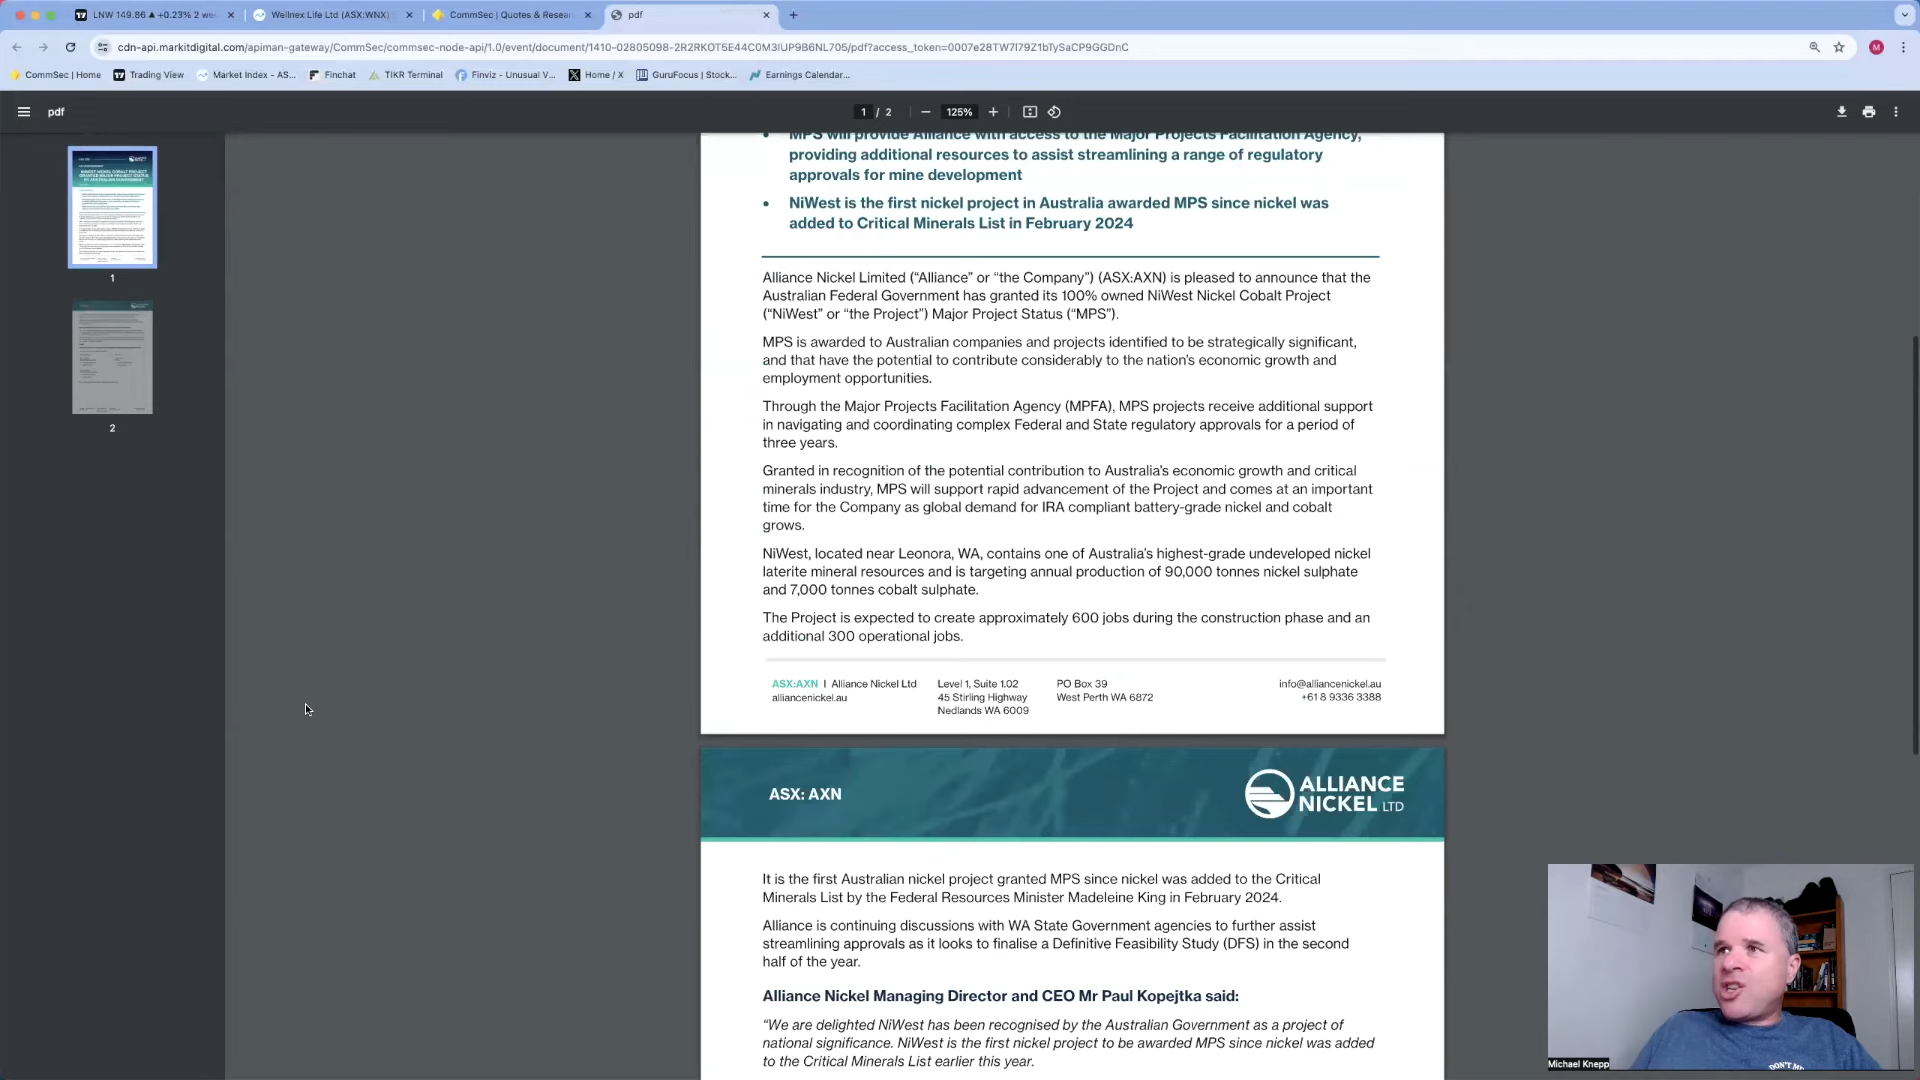 LNW 149.86 ▲ +0.23% 2 we
Wellnex Life Ltd (ASX:WNX)
CommSec | Quotes & Resear
pdf
cdn-api.markitdigital.com/apiman-gateway/CommSec/commsec-node-api/1.0/event/document/1410-02805098-2R2RKOT5E44C0M3IUP9B6NL705/pdf?access_token=0007e28TW7I79Z1bTySaCP9GGDnC
M
CommSec | Home
Trading View
Market Index - AS...
Finchat
TIKR Terminal
Finviz - Unusual V...
Home / X
GuruFocus | Stock...
Earnings Calendar...
pdf
1 / 2
125%
1
2
• MPS will provide Alliance with access to the Major Projects Facilitation Agency,
providing additional resources to assist streamlining a range of regulatory
approvals for mine development
• NiWest is the first nickel project in Australia awarded MPS since nickel was
added to Critical Minerals List in February 2024
Alliance Nickel Limited (“Alliance” or “the Company”) (ASX:AXN) is pleased to announce that the
Australian Federal Government has granted its 100% owned NiWest Nickel Cobalt Project
(“NiWest” or “the Project”) Major Project Status (“MPS”).
MPS is awarded to Australian companies and projects identified to be strategically significant,
and that have the potential to contribute considerably to the nation’s economic growth and
employment opportunities.
Through the Major Projects Facilitation Agency (MPFA), MPS projects receive additional support
in navigating and coordinating complex Federal and State regulatory approvals for a period of
three years.
Granted in recognition of the potential contribution to Australia’s economic growth and critical
minerals industry, MPS will support rapid advancement of the Project and comes at an important
time for the Company as global demand for IRA compliant battery-grade nickel and cobalt
grows.
NiWest, located near Leonora, WA, contains one of Australia’s highest-grade undeveloped nickel
laterite mineral resources and is targeting annual production of 90,000 tonnes nickel sulphate
and 7,000 tonnes cobalt sulphate.
The Project is expected to create approximately 600 jobs during the construction phase and an
additional 300 operational jobs.
ASX:AXN | Alliance Nickel Ltd
alliancenickel.au
Level 1, Suite 1.02
45 Stirling Highway
Nedlands WA 6009
PO Box 39
West Perth WA 6872
info@alliancenickel.au
+61 8 9336 3388
ASX: AXN
ALLIANCE
NICKEL LTD
It is the first Australian nickel project granted MPS since nickel was added to the Critical
Minerals List by the Federal Resources Minister Madeleine King in February 2024.
Alliance is continuing discussions with WA State Government agencies to further assist
streamlining approvals as it looks to finalise a Definitive Feasibility Study (DFS) in the second
half of the year.
Alliance Nickel Managing Director and CEO Mr Paul Kopejtka said:
“We are delighted NiWest has been recognised by the Australian Government as a project of
national significance. NiWest is the first nickel project to be awarded MPS since nickel was added
to the Critical Minerals List earlier this year.
Michael Knepp